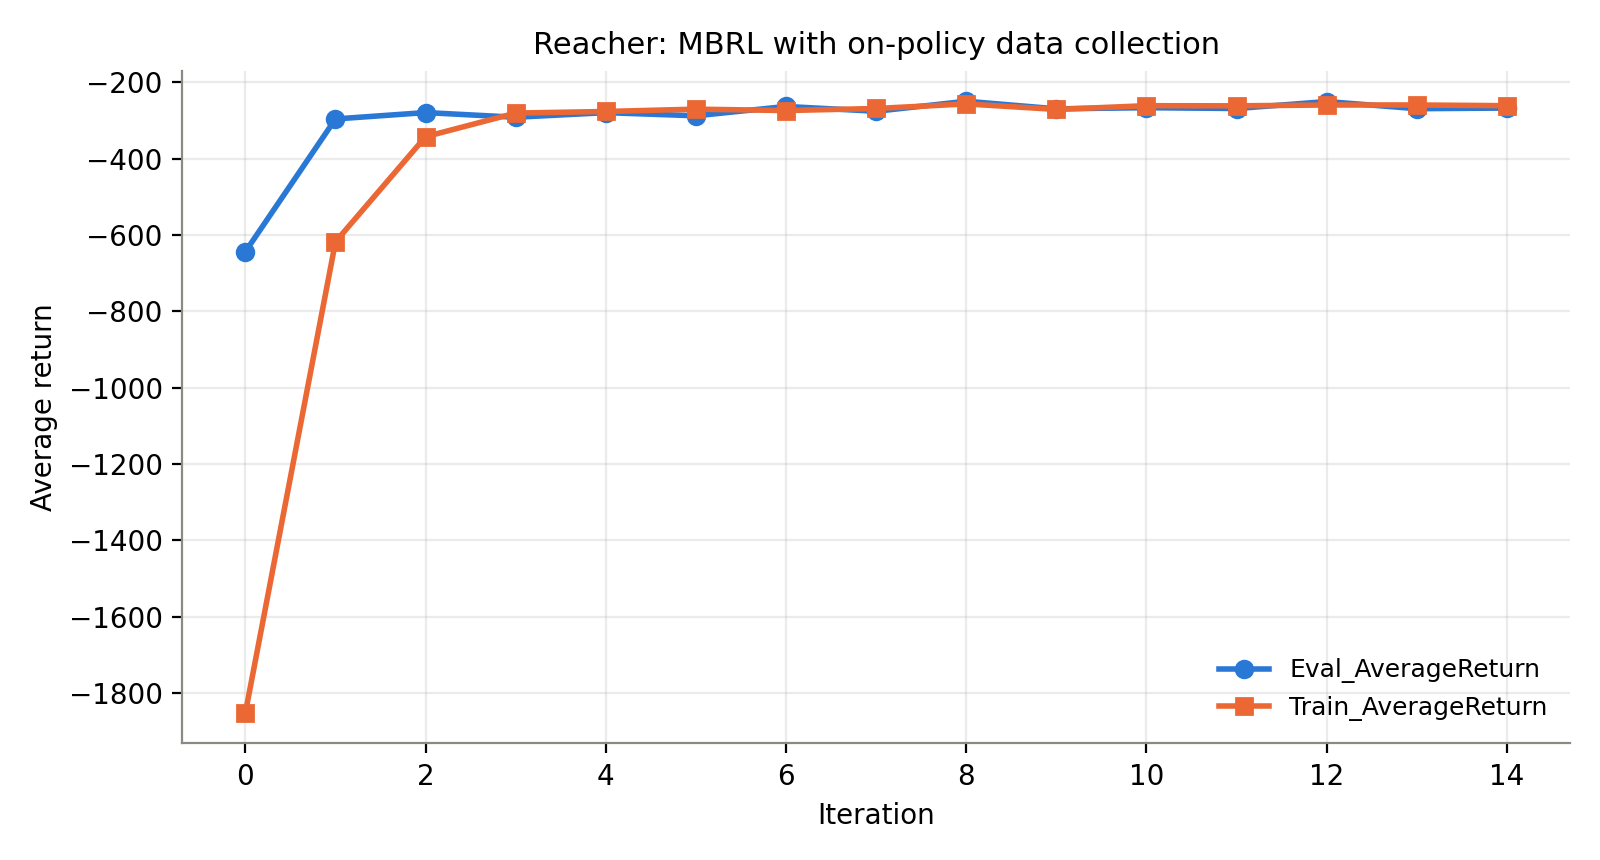 Reacher: MBRL with on-policy data collection
Average return
−200
−400
−600
−800
−1000
−1200
−1400
−1600
−1800
0 2 4 6 8 10 12 14
Iteration
Eval_AverageReturn
Train_AverageReturn